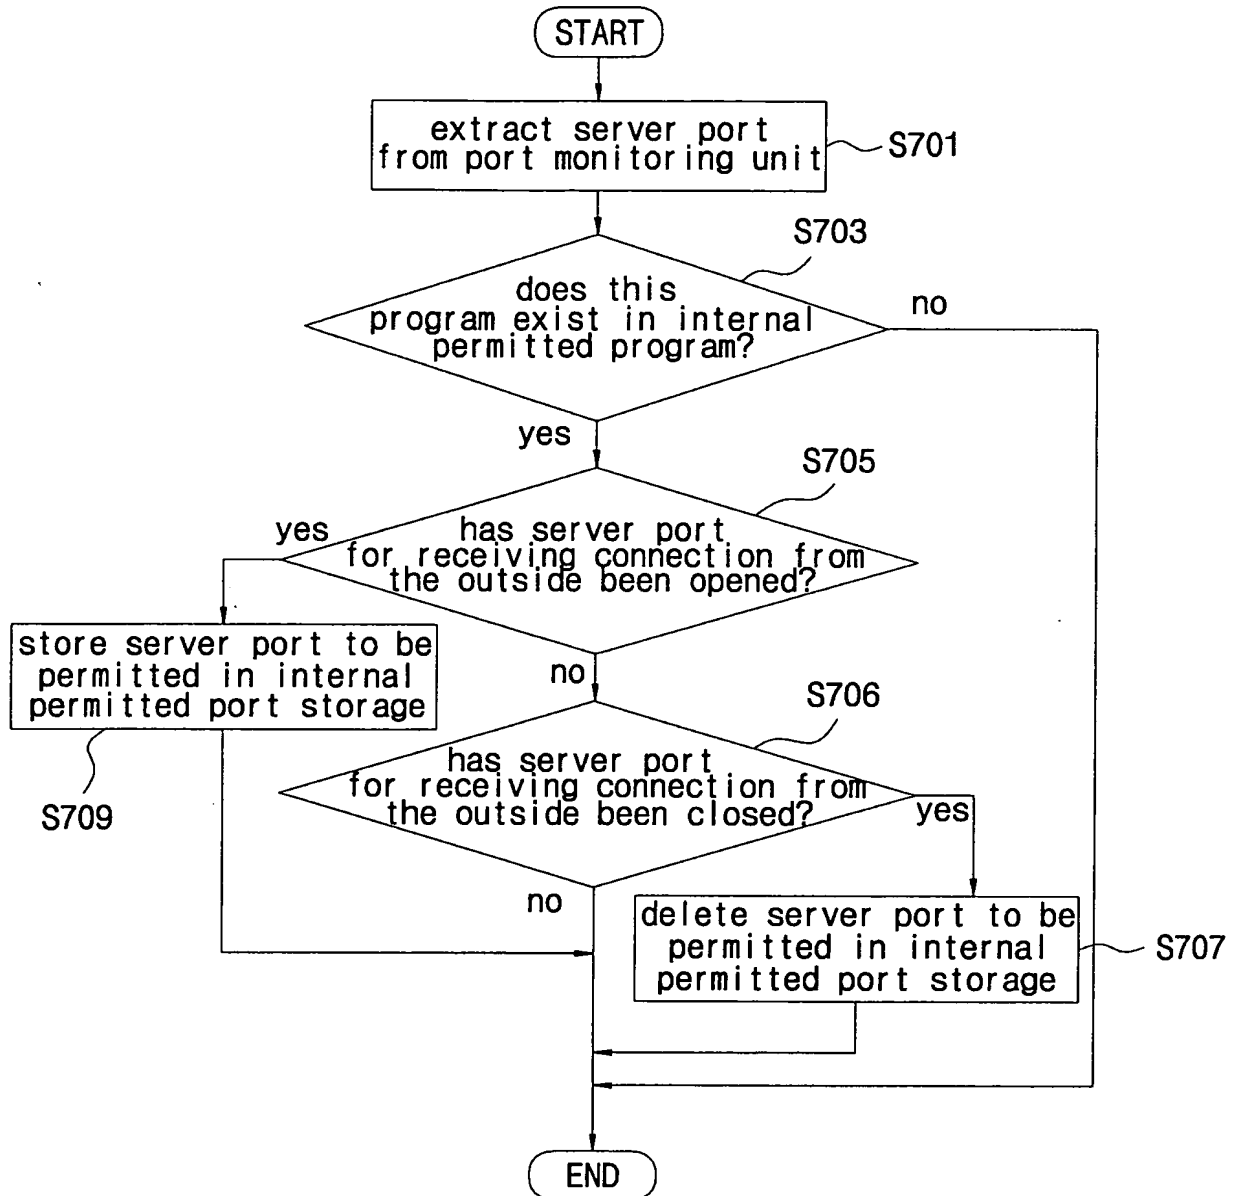 START
extract server port
from port monitoring unit
S701
S703
does this
program exist in internal
permitted program?
no
yes
S705
yes
has server port
for receiving connection from
the outside been opened?
store server port to be
permitted in internal
permitted port storage
no
S706
S709
has server port
for receiving connection from
the outside been closed?
yes
no
delete server port to be
permitted in internal
permitted port storage
S707
END